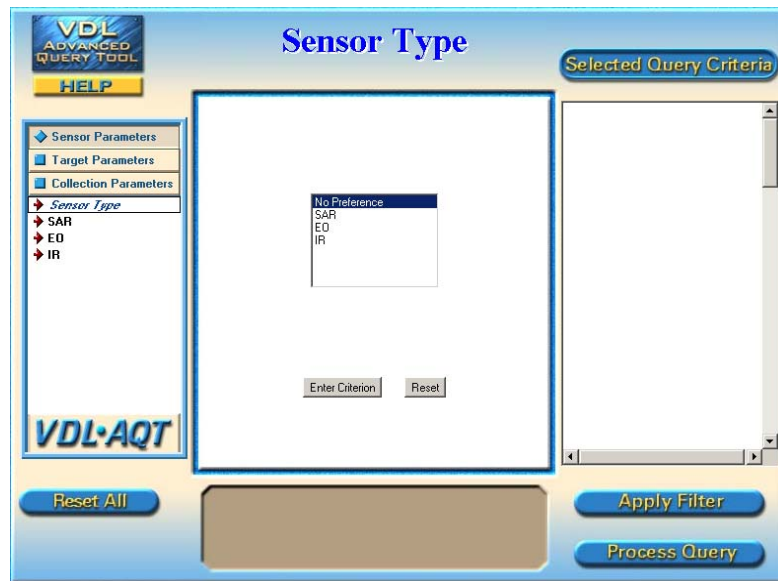 VDL
ADVANCED
QUERY TOOL
HELP
Sensor Type
Selected Query Criteria
Sensor Parameters
Target Parameters
Collection Parameters
Sensor Type
SAR
EO
IR
No Preference
SAR
EO
IR
Enter Criterion
Reset
VDL•AQT
Reset All
Apply Filter
Process Query